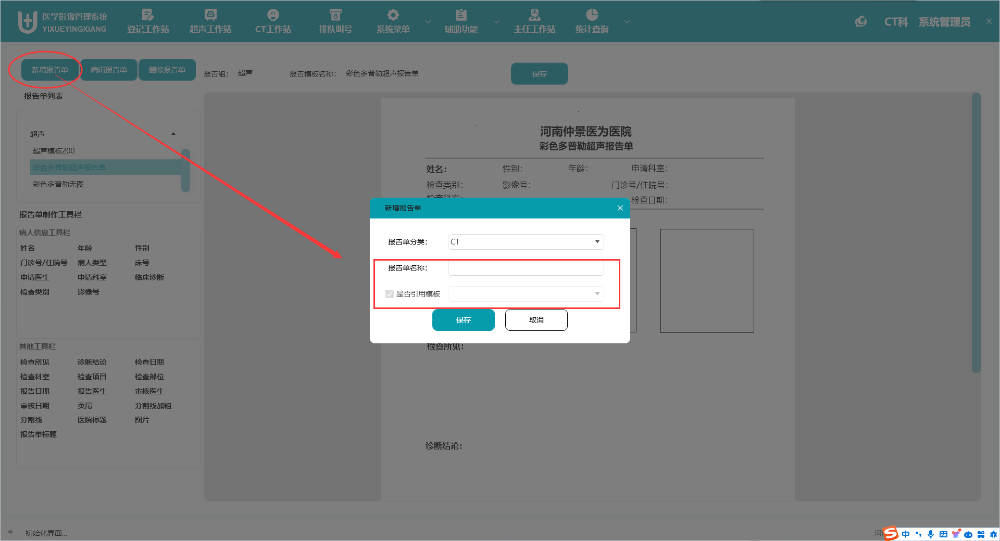 医学影像管理系统
YIXUEYINGXIANG
登记工作站
超声工作站
CT
CT工作站
排队叫号
系统菜单
辅助功能
主任工作站
统计查询
CT科
系统管理员
新增报告单
编辑报告单
删除报告单
报告组：
超声
报告模板名称：
彩色多普勒超声报告单
保存
报告单列表
超声
超声模板200
彩色多普勒超声报告单
彩色多普勒无图
报告单制作工具栏
病人信息工具栏
姓名 年龄 性别
门诊号/住院号 病人类型 床号
申请医生 申请科室 临床诊断
检查类别 影像号
其他工具栏
检查所见 诊断结论 检查日期
检查科室 检查项目 检查部位
报告日期 报告医生 审核医生
审核日期 页尾 分割线加粗
分割线 医院标题 图片
报告单标题
河南仲景医为医院
彩色多普勒超声报告单
姓名： 性别： 年龄： 申请科室：
检查类别： 影像号： 门诊号/住院号：
检查科室： 检查日期：
新增报告单
报告单分类： CT
报告单名称：
是否引用模板
保存
取消
检查所见：
诊断结论：
初始化界面...
河
中